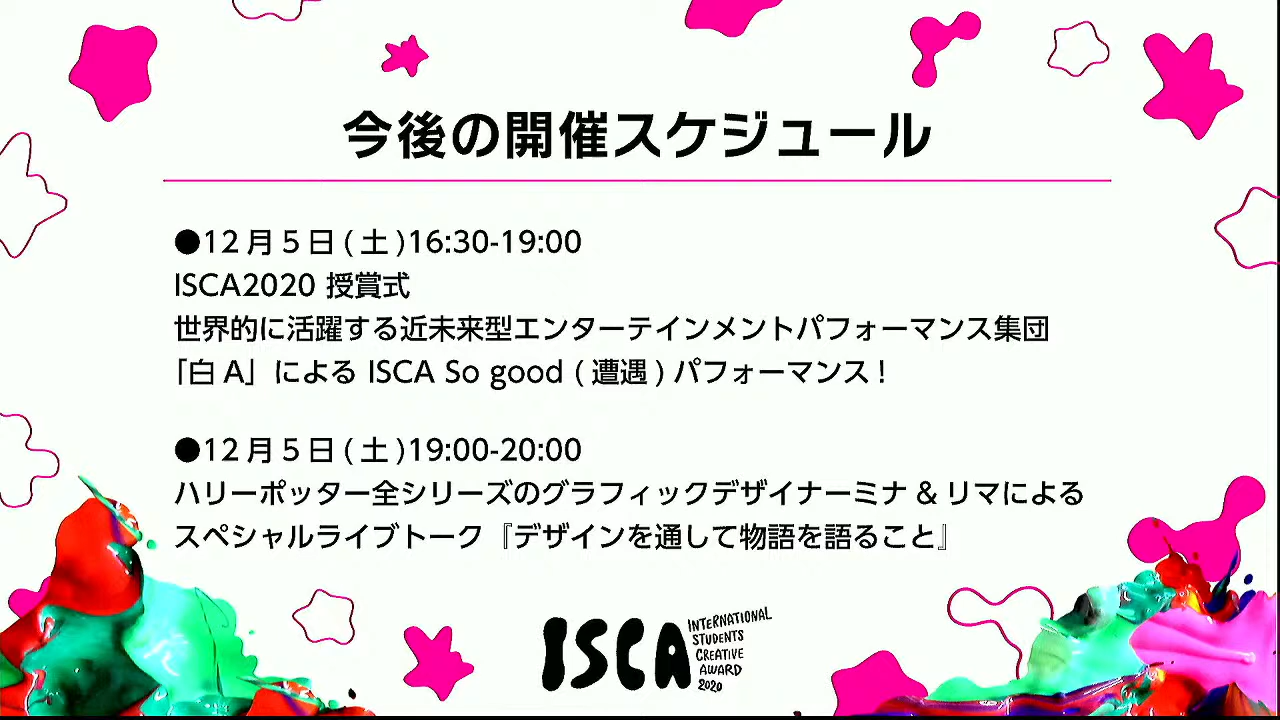 今後の開催スケジュール
●12月5日(土)16:30-19:00
ISCA2020 授賞式
世界的に活躍する近未来型エンターテインメントパフォーマンス集団
「白A」による ISCA So good (遭遇) パフォーマンス!
●12月5日(土)19:00-20:00
ハリーポッター全シリーズのグラフィックデザイナーミナ & リマによる
スペシャルライブトーク『デザインを通して物語を語ること』
ISCA
INTERNATIONAL
STUDENTS
CREATIVE
AWARD
2020